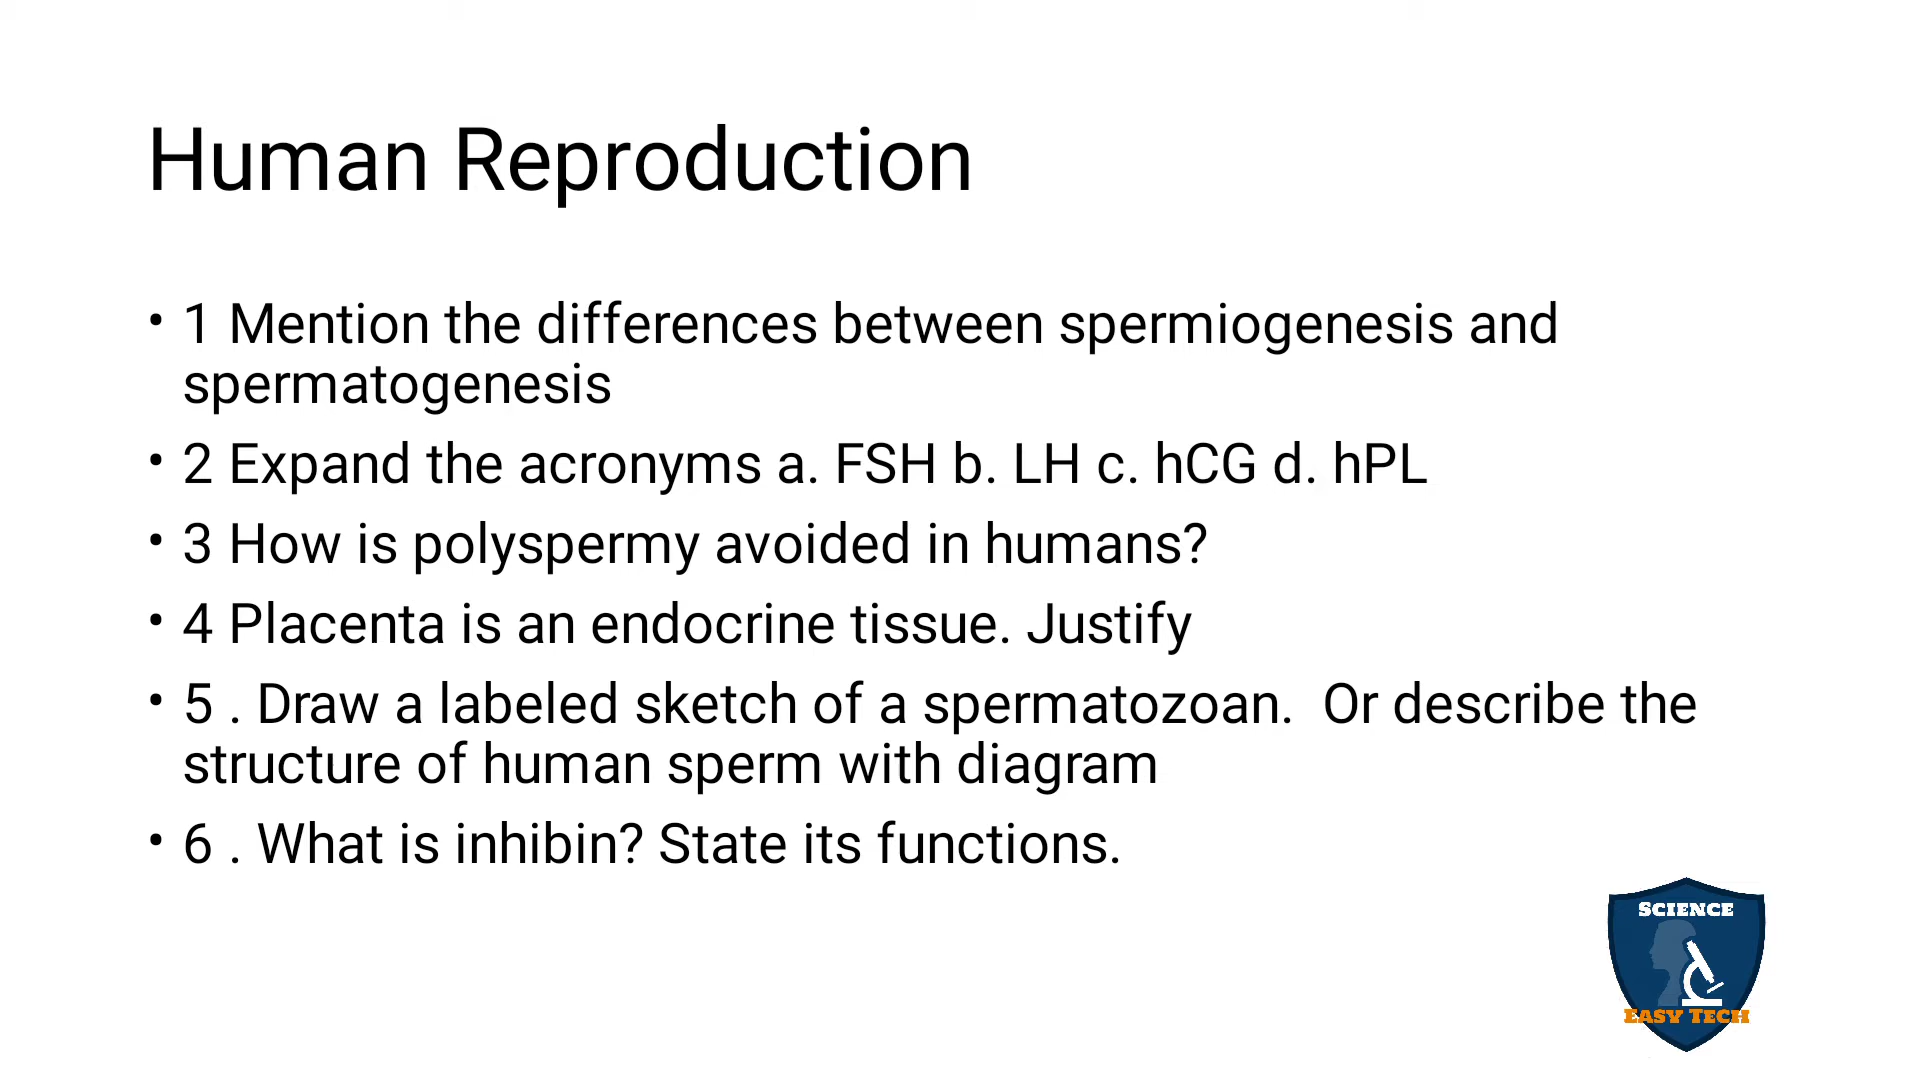 Human Reproduction
• 1 Mention the differences between spermiogenesis and
spermatogenesis
• 2 Expand the acronyms a. FSH b. LH c. hCG d. hPL
• 3 How is polyspermy avoided in humans?
• 4 Placenta is an endocrine tissue. Justify
• 5 . Draw a labeled sketch of a spermatozoan.  Or describe the
structure of human sperm with diagram
• 6 . What is inhibin? State its functions.
SCIENCE
EASY TECH